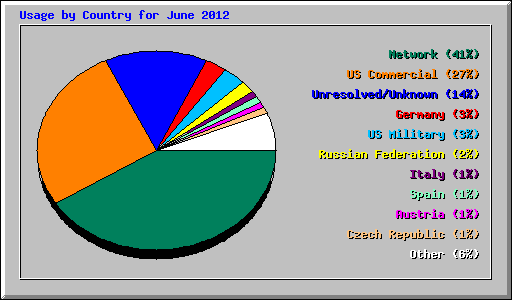 Usage by Country for June 2012
Network (41%)
US Commercial (27%)
Unresolved/Unknown (14%)
Germany (3%)
US Military (3%)
Russian Federation (2%)
Italy (1%)
Spain (1%)
Austria (1%)
Czech Republic (1%)
Other (6%)